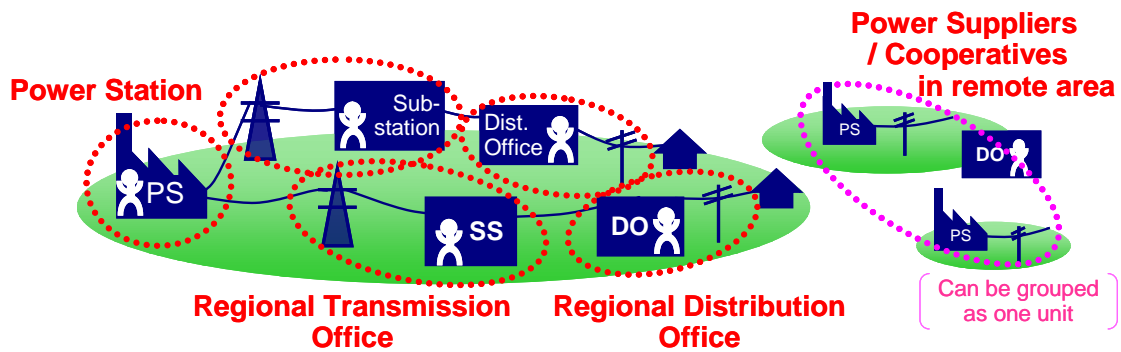 Power Station
PS
Sub-
station
Dist.
Office
SS
DO
Regional Transmission
Office
Regional Distribution
Office
Power Suppliers
/ Cooperatives
in remote area
PS
DO
PS
Can be grouped
as one unit